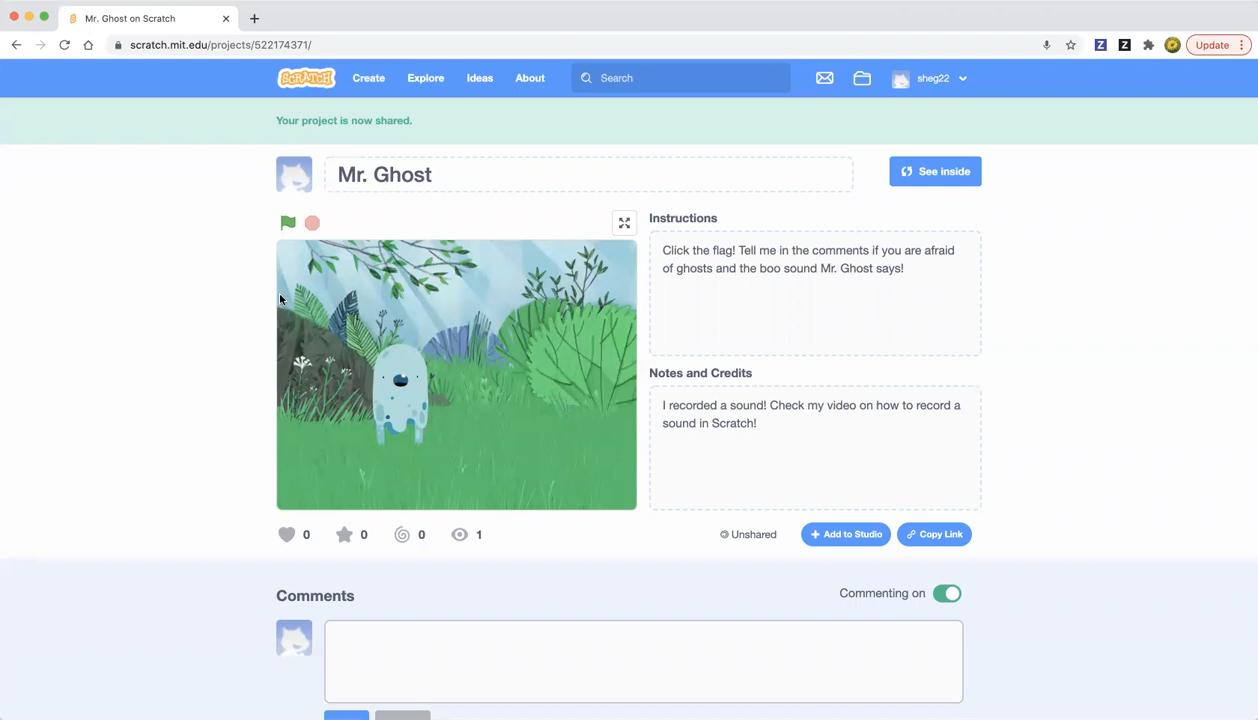 Mr. Ghost on Scratch
scratch.mit.edu/projects/522174371/
Update
SCRATCH
Create
Explore
Ideas
About
Search
sheg22
Your project is now shared.
Mr. Ghost
See inside
Instructions
Click the flag! Tell me in the comments if you are afraid
of ghosts and the boo sound Mr. Ghost says!
Notes and Credits
I recorded a sound! Check my video on how to record a
sound in Scratch!
0
0
0
1
Unshared
Add to Studio
Copy Link
Comments
Commenting on